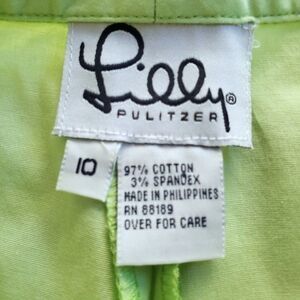 Lilly®
PULITZER
10
97% COTTON
3% SPANDEX
MADE IN PHILIPPINES
RN 88189
OVER FOR CARE